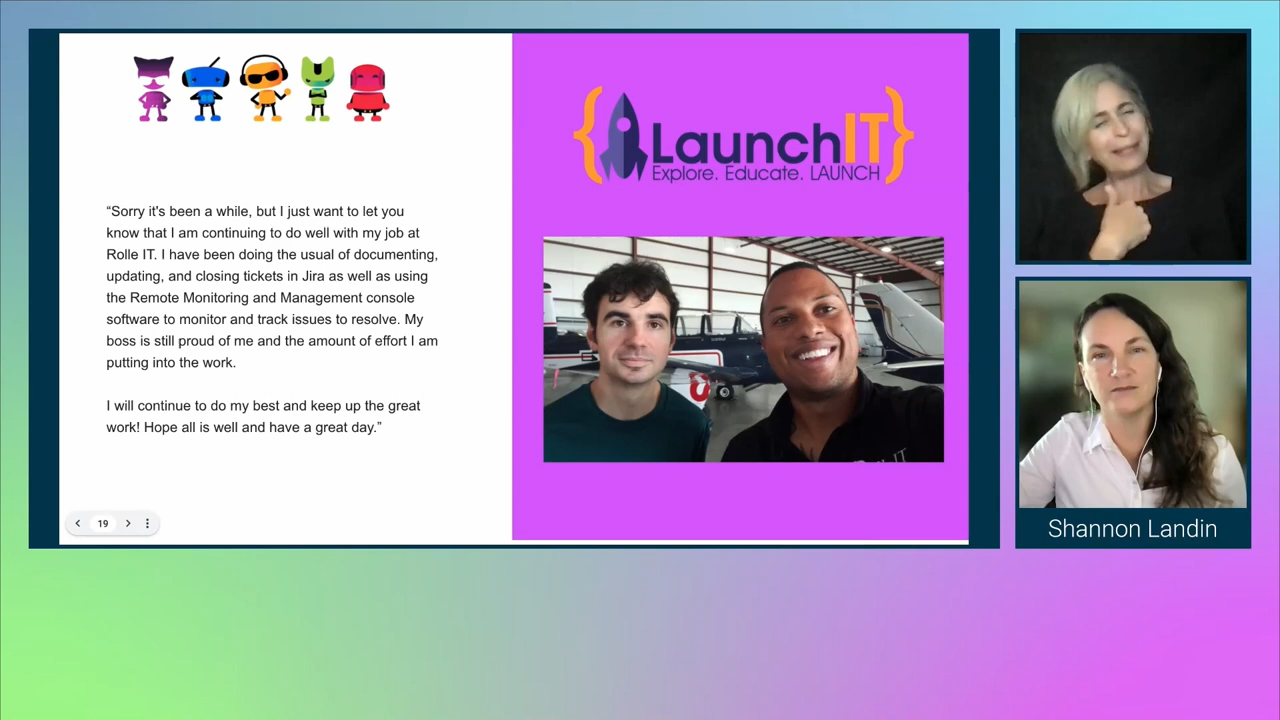 “Sorry it's been a while, but I just want to let you
know that I am continuing to do well with my job at
Rolle IT. I have been doing the usual of documenting,
updating, and closing tickets in Jira as well as using
the Remote Monitoring and Management console
software to monitor and track issues to resolve. My
boss is still proud of me and the amount of effort I am
putting into the work.
I will continue to do my best and keep up the great
work! Hope all is well and have a great day.”
19
{LaunchIT}
Explore. Educate. LAUNCH
Shannon Landin